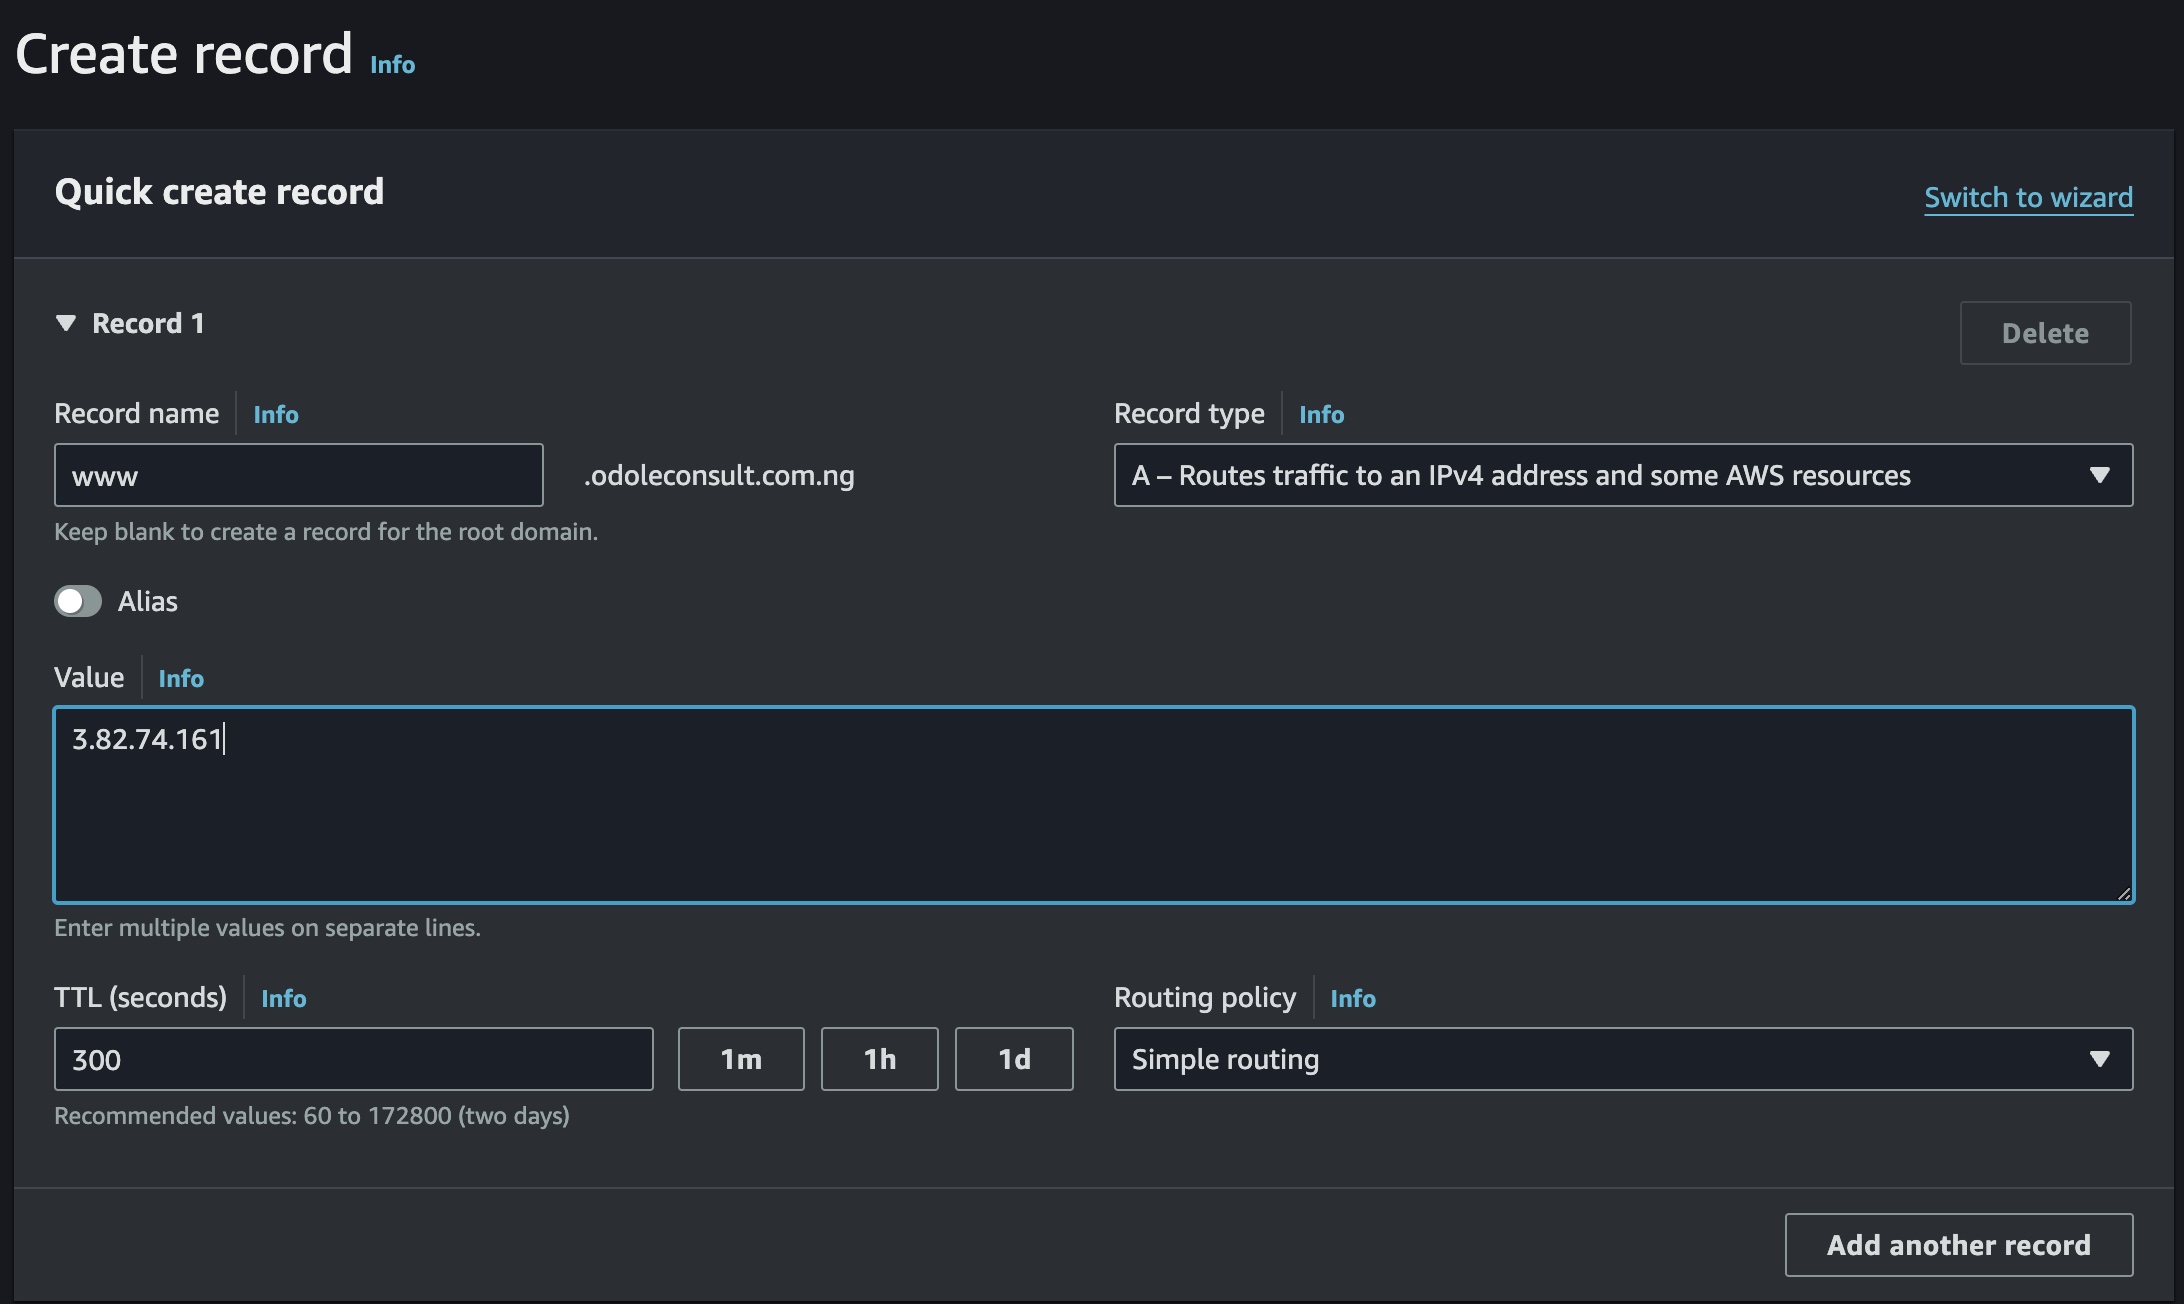 Create record Info
Quick create record
Switch to wizard
Record 1
Delete
Record name Info
www .odoleconsult.com.ng
Keep blank to create a record for the root domain.
Record type Info
A – Routes traffic to an IPv4 address and some AWS resources
Alias
Value Info
3.82.74.161
Enter multiple values on separate lines.
TTL (seconds) Info
300 1m 1h 1d
Recommended values: 60 to 172800 (two days)
Routing policy Info
Simple routing
Add another record